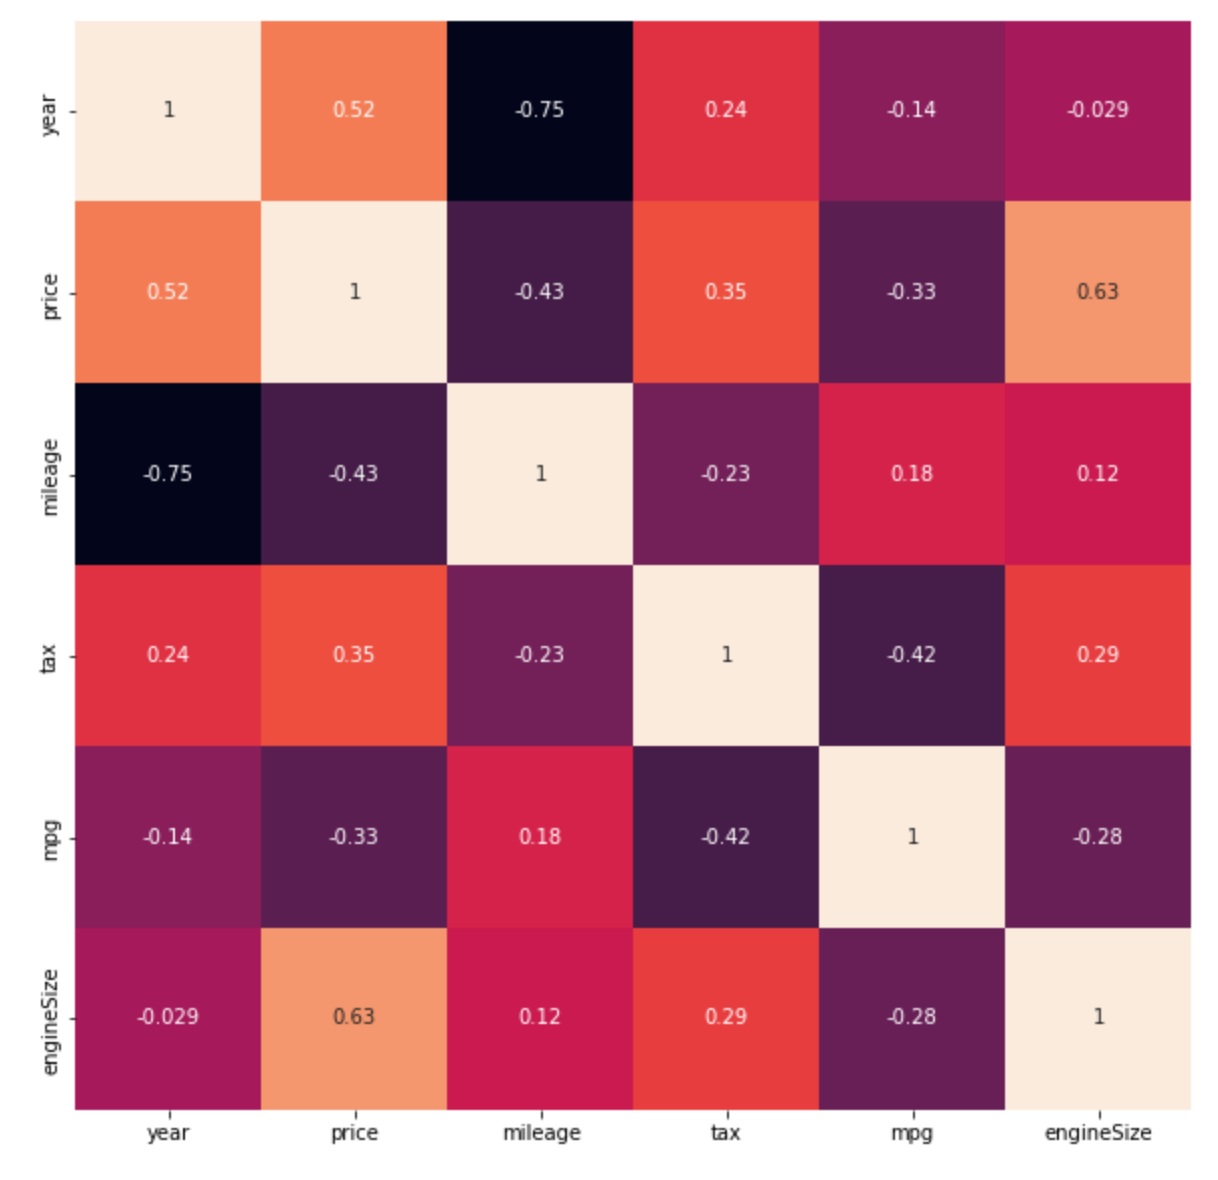 year 1 0.52 -0.75 0.24 -0.14 -0.029
price 0.52 1 -0.43 0.35 -0.33 0.63
mileage -0.75 -0.43 1 -0.23 0.18 0.12
tax 0.24 0.35 -0.23 1 -0.42 0.29
mpg -0.14 -0.33 0.18 -0.42 1 -0.28
engineSize -0.029 0.63 0.12 0.29 -0.28 1
year price mileage tax mpg engineSize